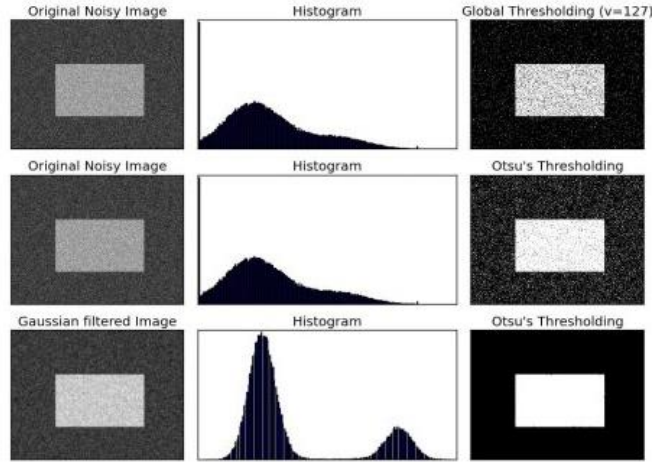 Original Noisy Image
Histogram
Global Thresholding (v=127)
Original Noisy Image
Histogram
Otsu's Thresholding
Gaussian filtered Image
Histogram
Otsu's Thresholding